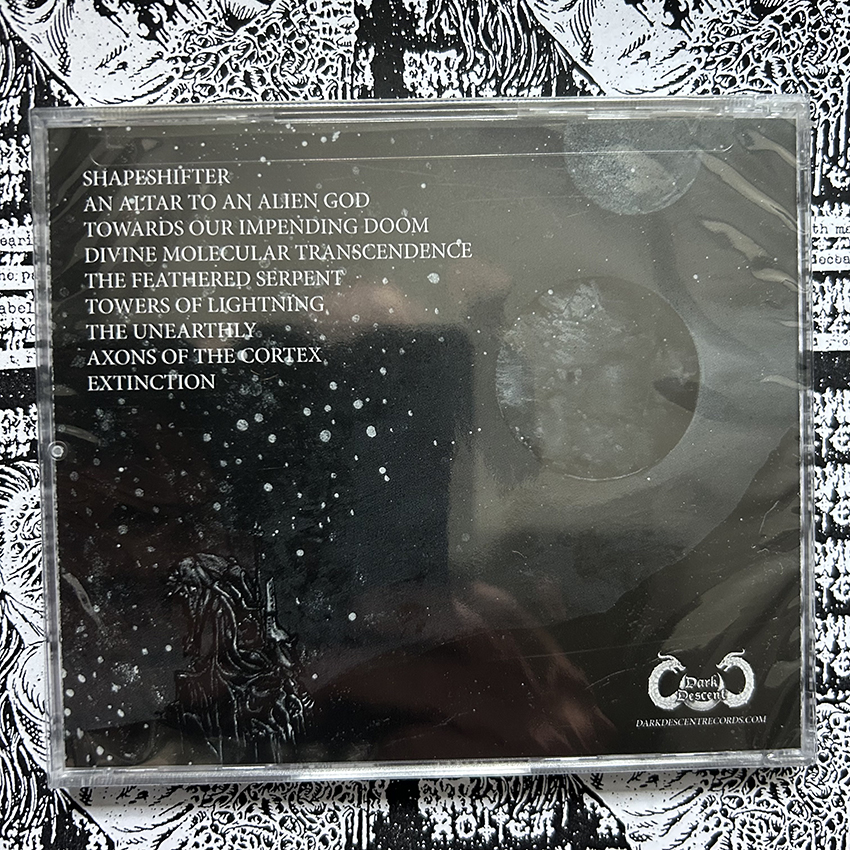 SHAPESHIFTER
AN ALTAR TO AN ALIEN GOD
TOWARDS OUR IMPENDING DOOM
DIVINE MOLECULAR TRANSCENDENCE
THE FEATHERED SERPENT
TOWERS OF LIGHTNING
THE UNEARTHLY
AXONS OF THE CORTEX
EXTINCTION
Dark
Descent
DARKDESCENTRECORDS.COM